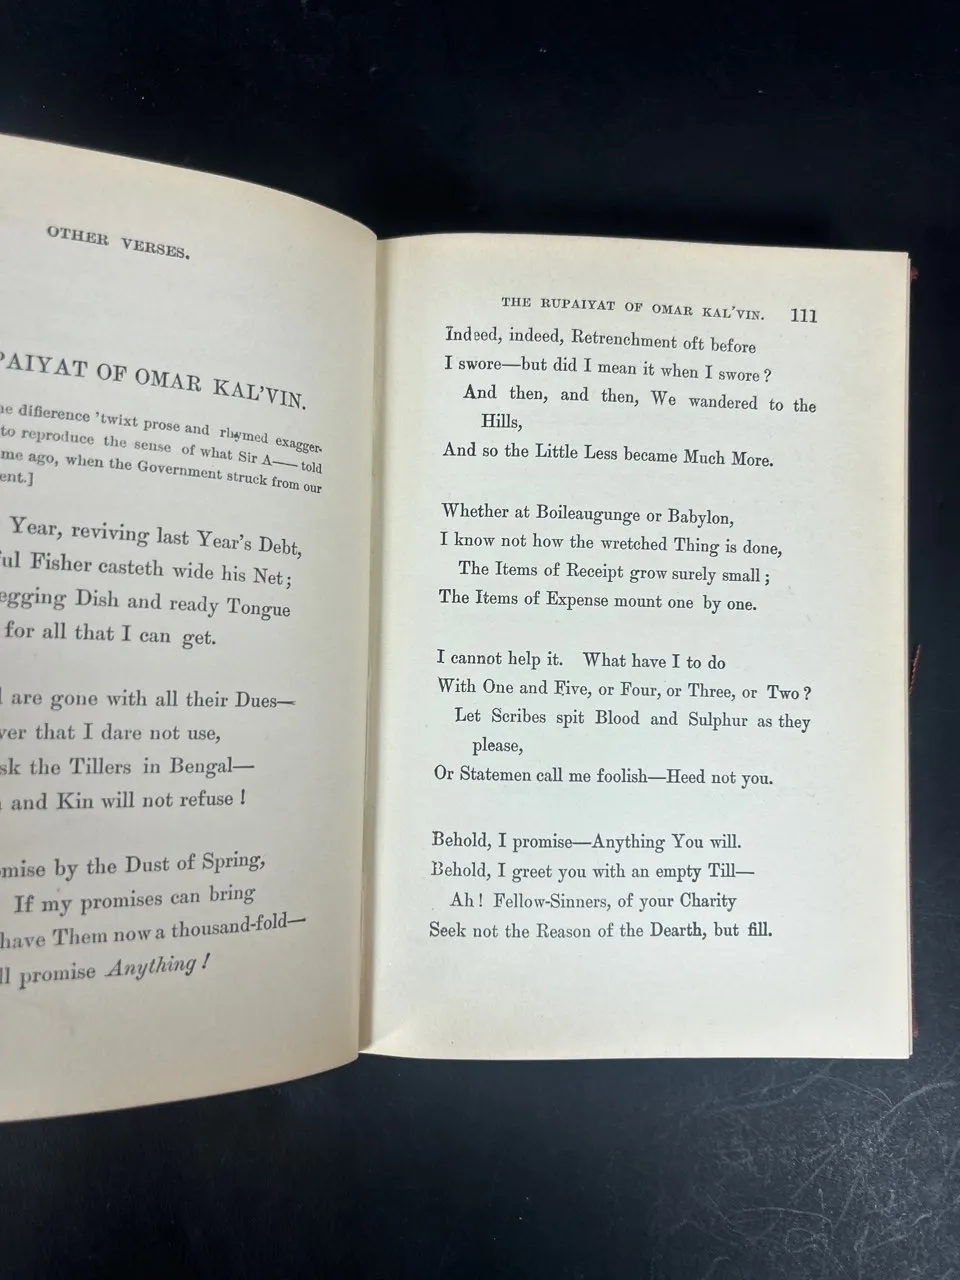 OTHER VERSES.
PAIYAT OF OMAR KAL'VIN.
difierence 'twixt prose and rhymed exagger-
to reproduce the sense of what Sir A—— told
me ago, when the Government struck from our
ent.]
Year, reviving last Year's Debt,
ful Fisher casteth wide his Net;
egging Dish and ready Tongue
for all that I can get.
are gone with all their Dues—
ver that I dare not use,
sk the Tillers in Bengal—
and Kin will not refuse!
omise by the Dust of Spring,
If my promises can bring
have Them now a thousand-fold—
ll promise Anything!
THE RUPAIYAT OF OMAR KAL'VIN. 111
Indeed, indeed, Retrenchment oft before
I swore—but did I mean it when I swore?
And then, and then, We wandered to the
Hills,
And so the Little Less became Much More.
Whether at Boileaugunge or Babylon,
I know not how the wretched Thing is done,
The Items of Receipt grow surely small;
The Items of Expense mount one by one.
I cannot help it. What have I to do
With One and Five, or Four, or Three, or Two?
Let Scribes spit Blood and Sulphur as they
please,
Or Statemen call me foolish—Heed not you.
Behold, I promise—Anything You will.
Behold, I greet you with an empty Till—
Ah! Fellow-Sinners, of your Charity
Seek not the Reason of the Dearth, but fill.